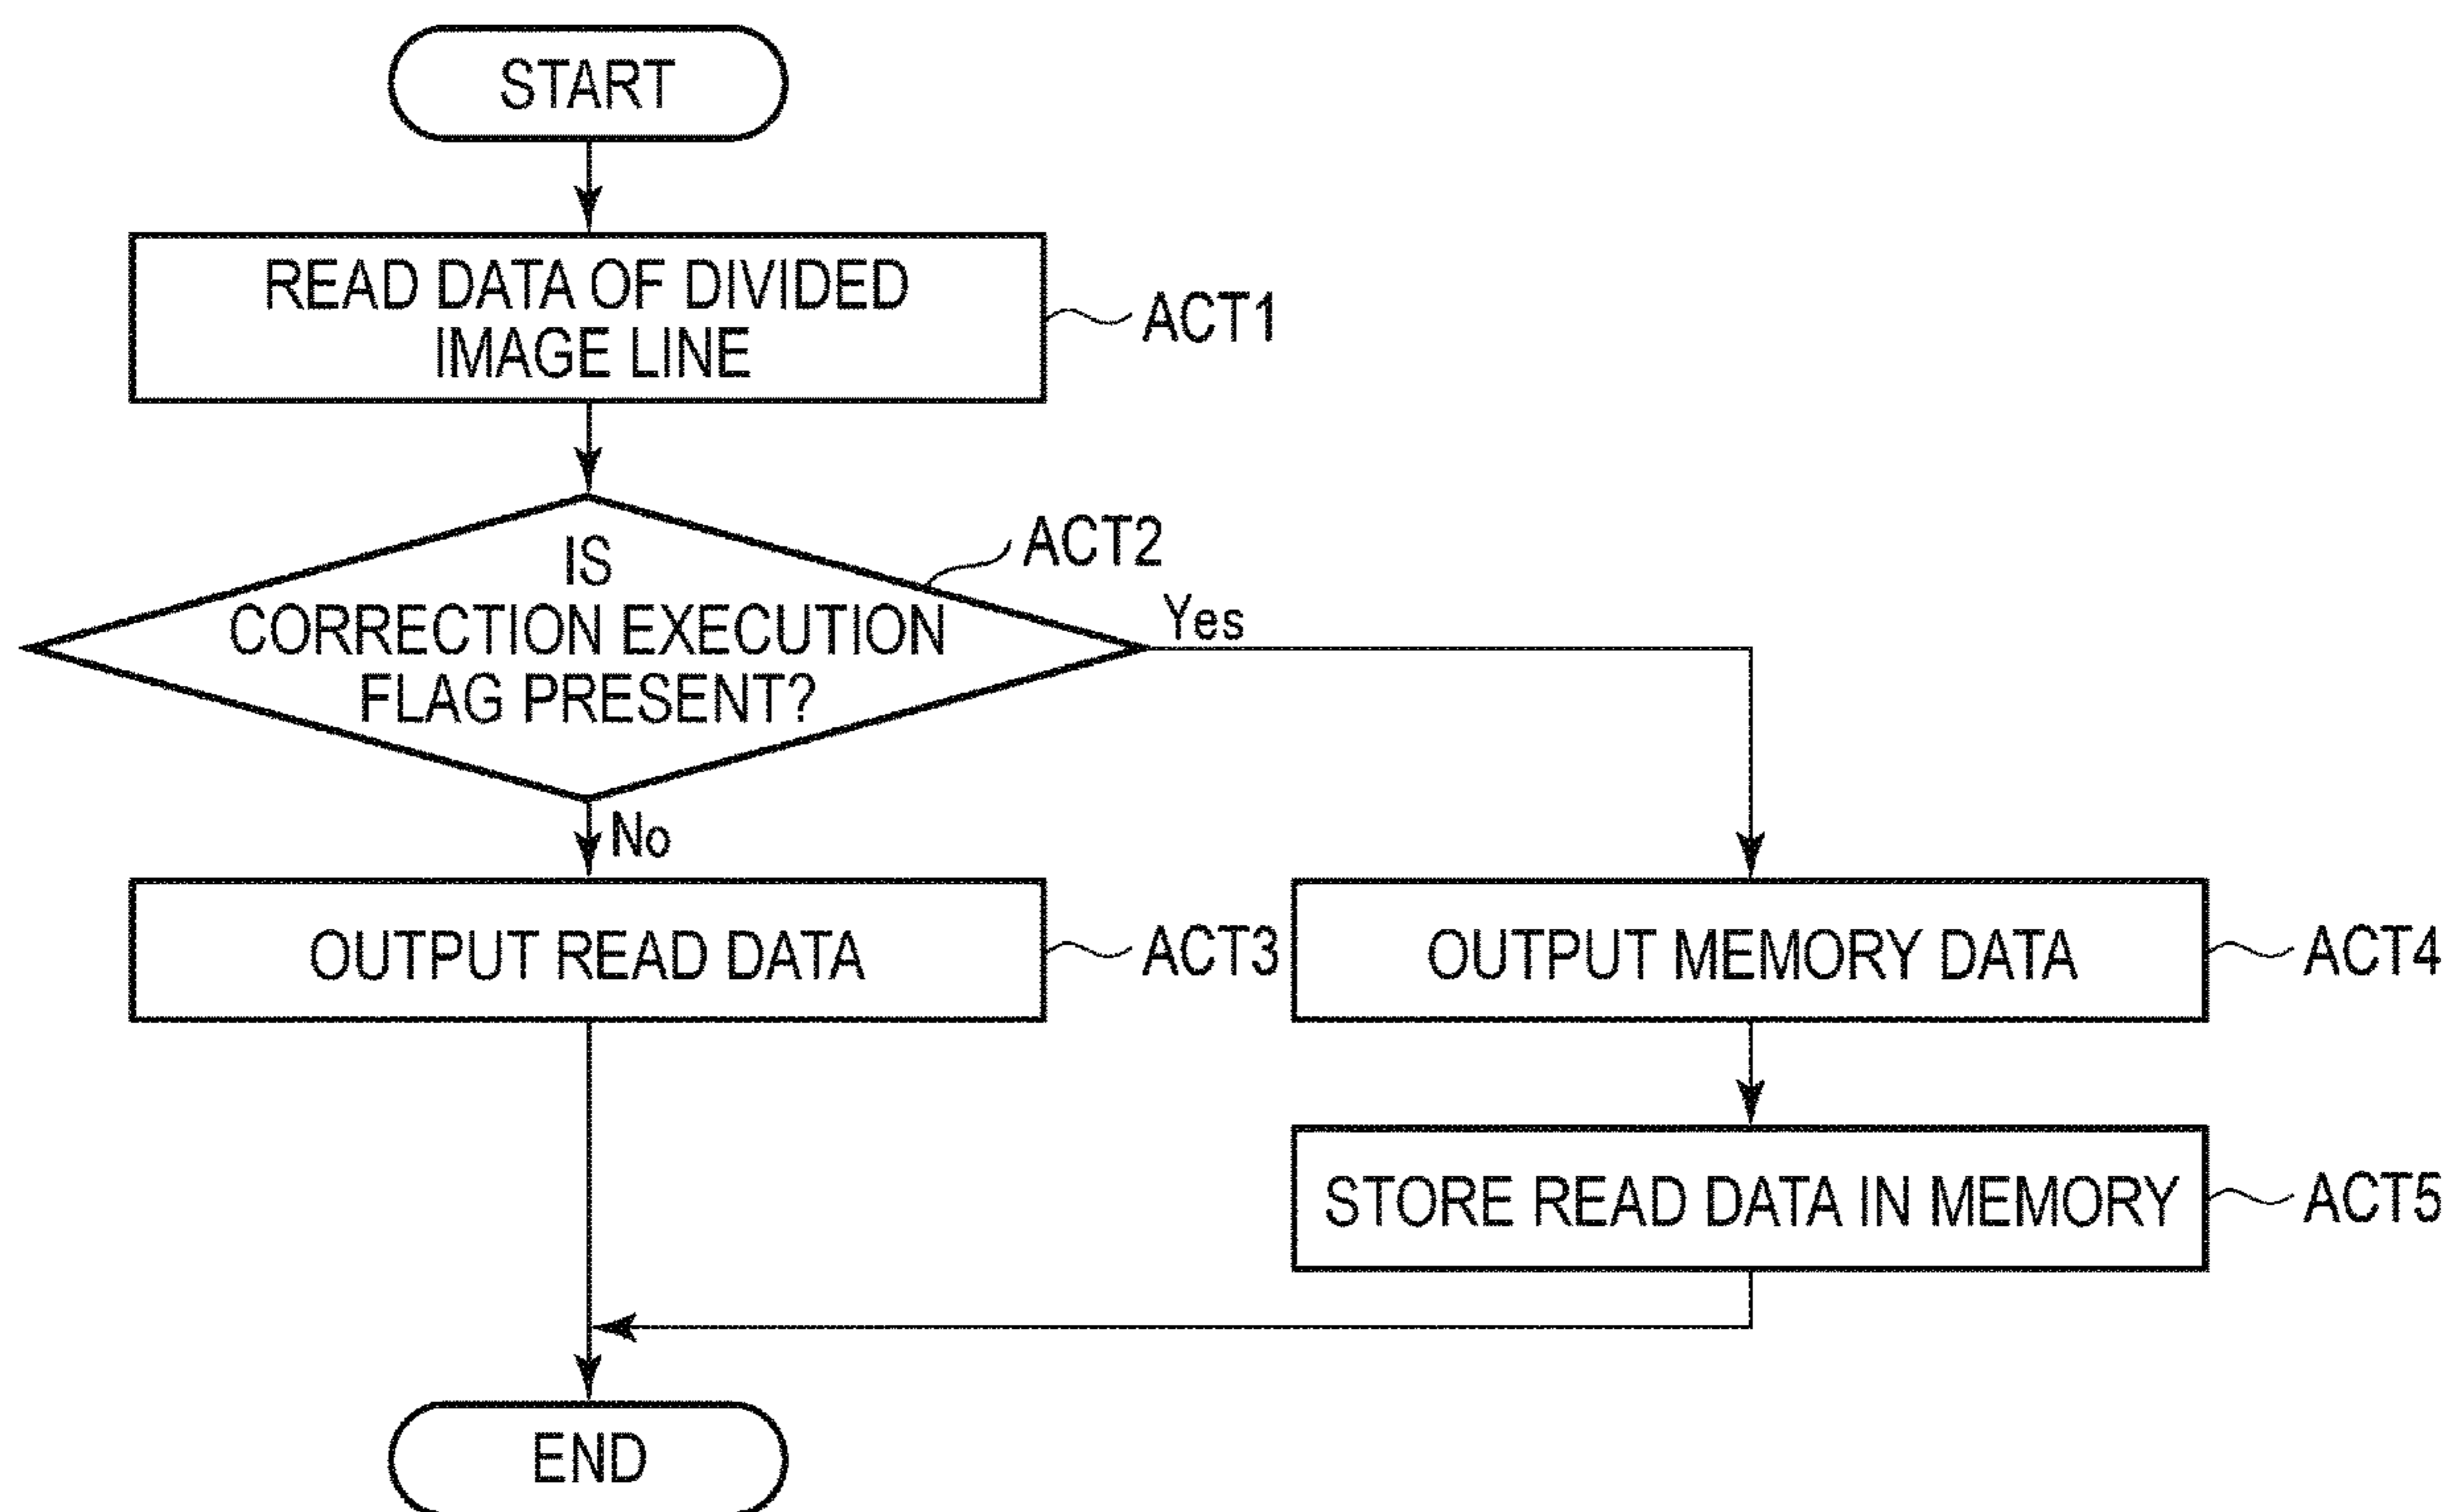 START
READ DATA OF DIVIDED
IMAGE LINE
ACT1
IS
CORRECTION EXECUTION
FLAG PRESENT?
ACT2
Yes
No
OUTPUT READ DATA
ACT3
OUTPUT MEMORY DATA
ACT4
STORE READ DATA IN MEMORY
ACT5
END